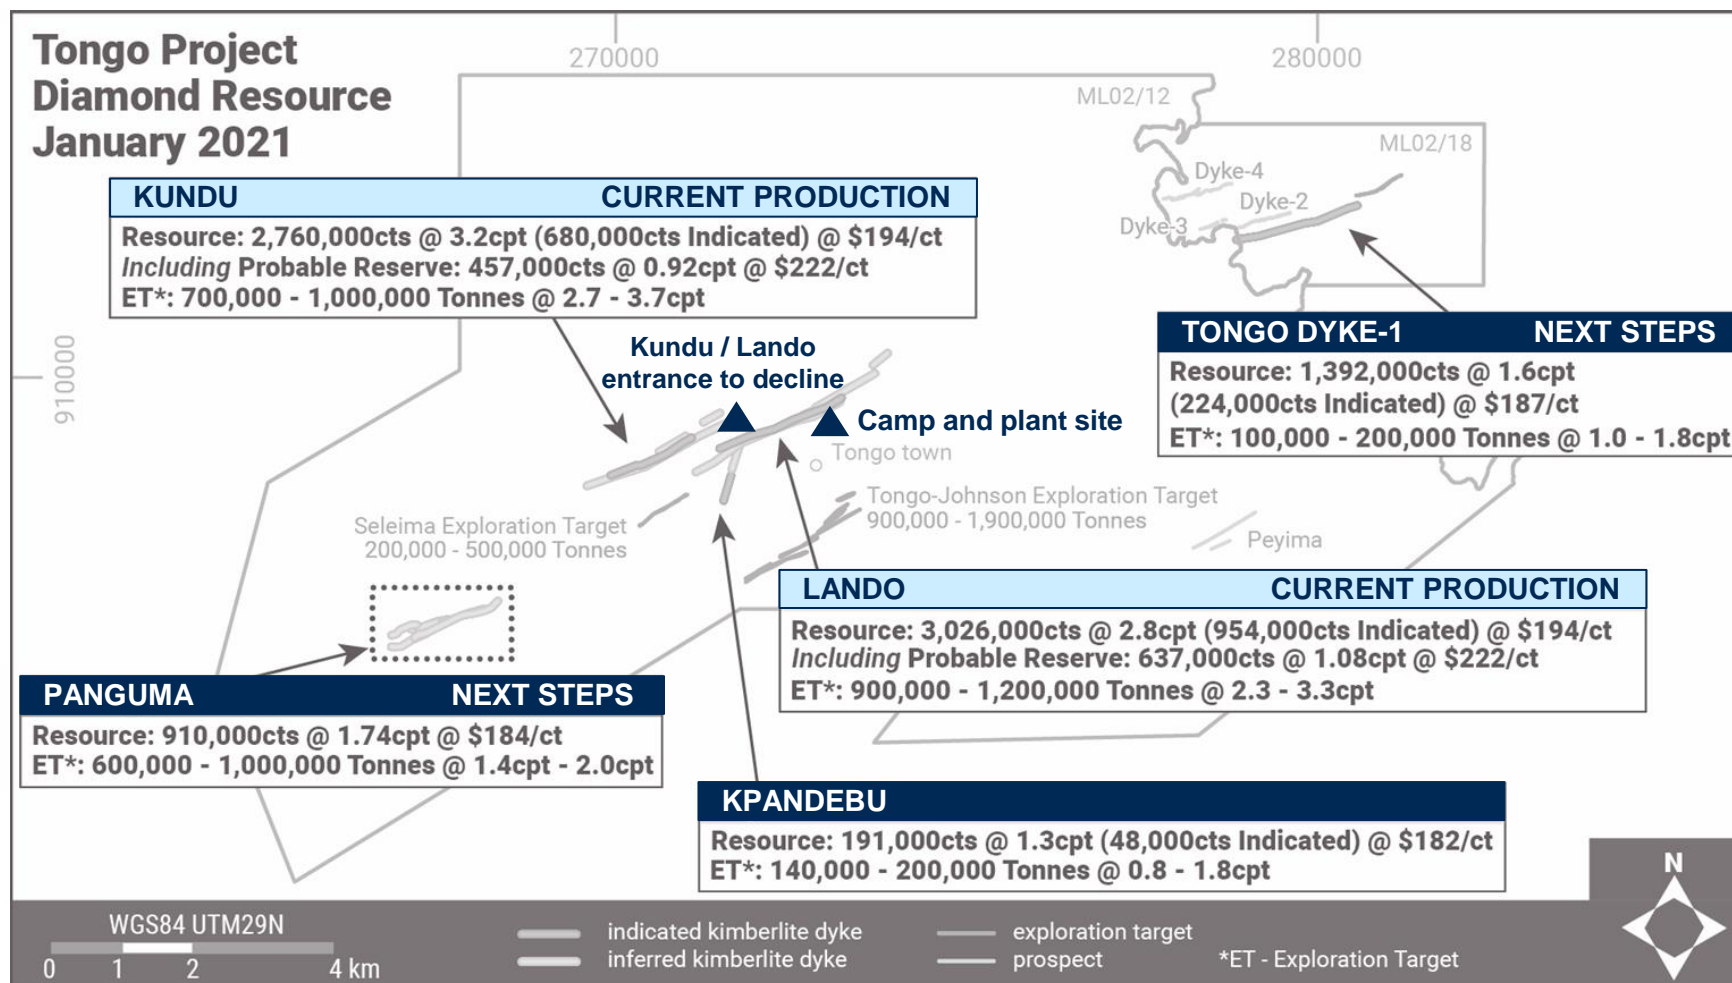 Tongo Project
Diamond Resource
January 2021
270000
280000
ML02/12
ML02/18
Dyke-4
Dyke-2
Dyke-3
KUNDU CURRENT PRODUCTION
Resource: 2,760,000cts @ 3.2cpt (680,000cts Indicated) @ $194/ct
Including Probable Reserve: 457,000cts @ 0.92cpt @ $222/ct
ET*: 700,000 - 1,000,000 Tonnes @ 2.7 - 3.7cpt
910000
Kundu / Lando
entrance to decline
Camp and plant site
Tongo town
TONGO DYKE-1 NEXT STEPS
Resource: 1,392,000cts @ 1.6cpt
(224,000cts Indicated) @ $187/ct
ET*: 100,000 - 200,000 Tonnes @ 1.0 - 1.8cpt
Seleima Exploration Target
200,000 - 500,000 Tonnes
Tongo-Johnson Exploration Target
900,000 - 1,900,000 Tonnes
Peyima
LANDO CURRENT PRODUCTION
Resource: 3,026,000cts @ 2.8cpt (954,000cts Indicated) @ $194/ct
Including Probable Reserve: 637,000cts @ 1.08cpt @ $222/ct
ET*: 900,000 - 1,200,000 Tonnes @ 2.3 - 3.3cpt
PANGUMA NEXT STEPS
Resource: 910,000cts @ 1.74cpt @ $184/ct
ET*: 600,000 - 1,000,000 Tonnes @ 1.4cpt - 2.0cpt
KPANDEBU
Resource: 191,000cts @ 1.3cpt (48,000cts Indicated) @ $182/ct
ET*: 140,000 - 200,000 Tonnes @ 0.8 - 1.8cpt
WGS84 UTM29N
0 1 2 4 km
indicated kimberlite dyke
inferred kimberlite dyke
exploration target
prospect
*ET - Exploration Target
N